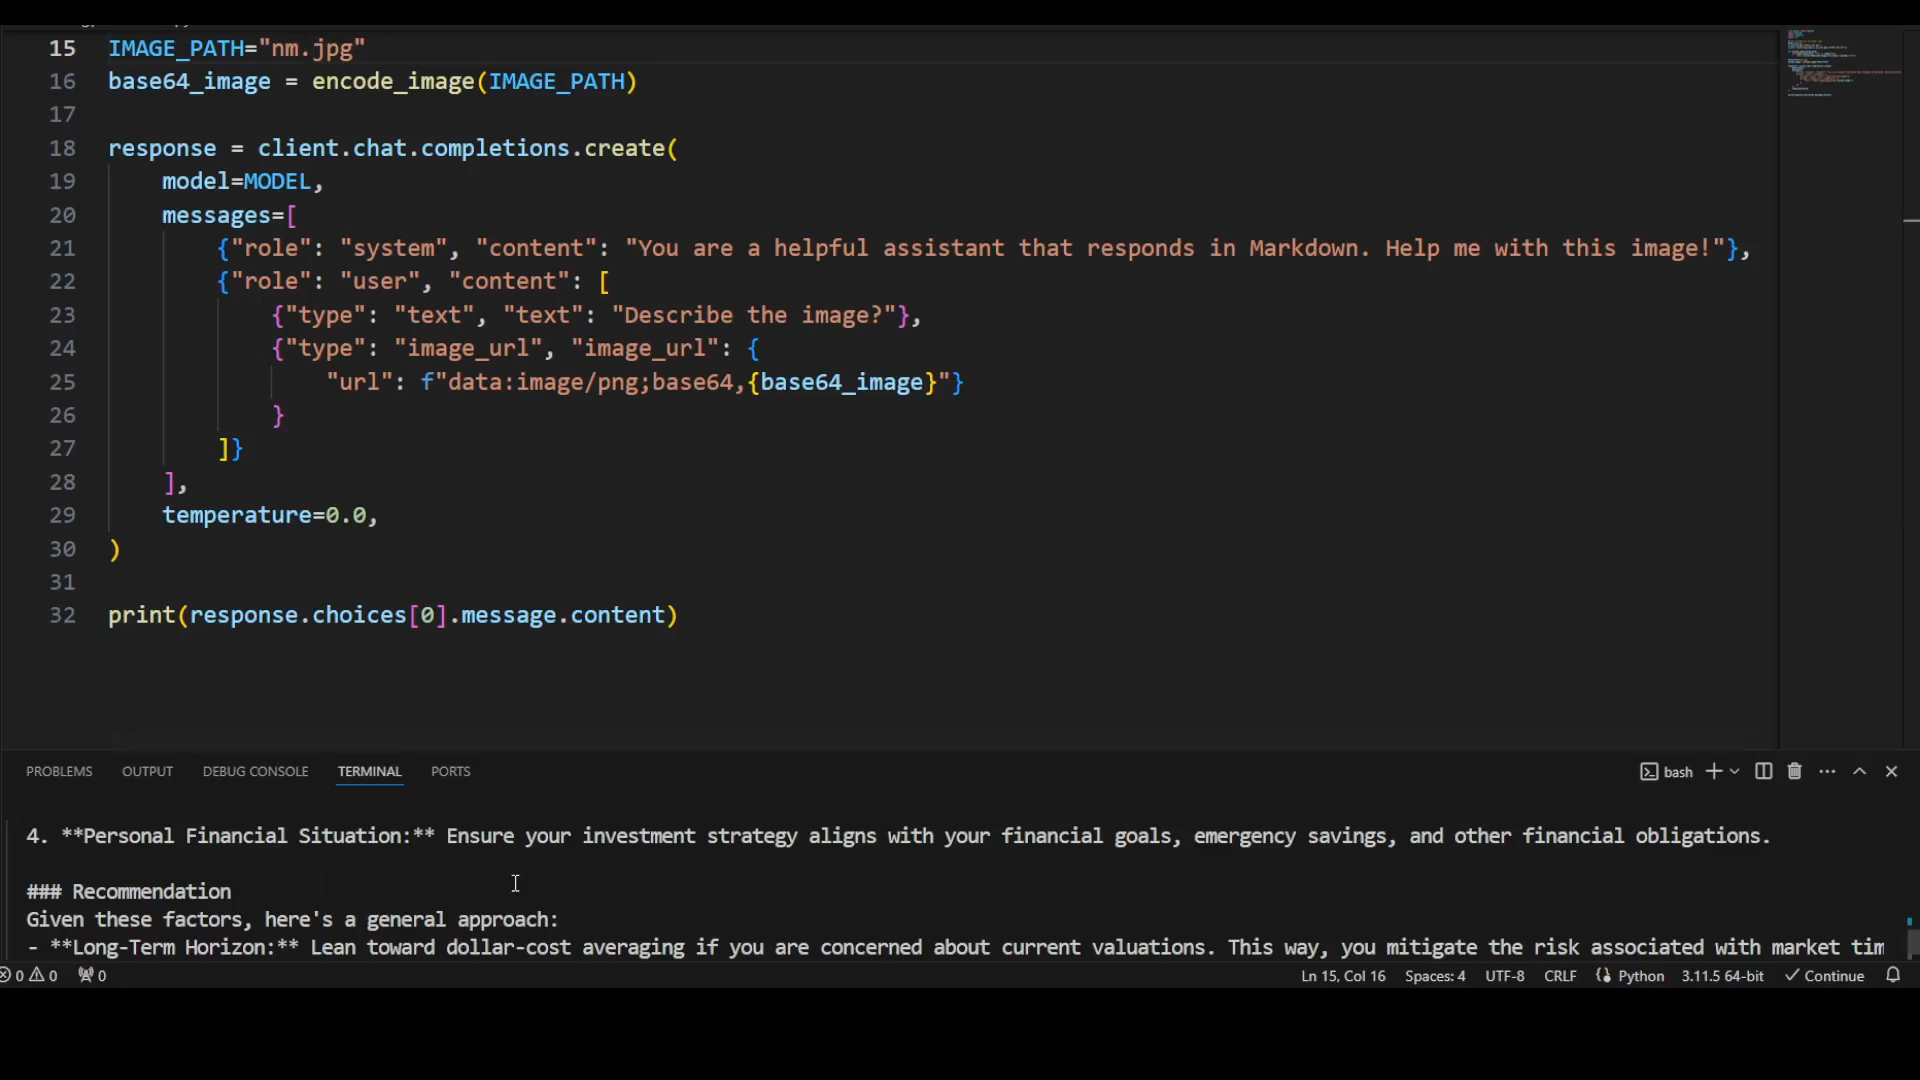 15 IMAGE_PATH="nm.jpg"
16 base64_image = encode_image(IMAGE_PATH)
17
18 response = client.chat.completions.create(
19 model=MODEL,
20 messages=[
21 {"role": "system", "content": "You are a helpful assistant that responds in Markdown. Help me with this image!"},
22 {"role": "user", "content": [
23 {"type": "text", "text": "Describe the image?"},
24 {"type": "image_url", "image_url": {
25 "url": f"data:image/png;base64,{base64_image}"}
26 }
27 ]}
28 ],
29 temperature=0.0,
30 )
31
32 print(response.choices[0].message.content)
PROBLEMS OUTPUT DEBUG CONSOLE TERMINAL PORTS bash
4. **Personal Financial Situation:** Ensure your investment strategy aligns with your financial goals, emergency savings, and other financial obligations.
### Recommendation
Given these factors, here's a general approach:
- **Long-Term Horizon:** Lean toward dollar-cost averaging if you are concerned about current valuations. This way, you mitigate the risk associated with market tim
0 0 0 Ln 15, Col 16 Spaces: 4 UTF-8 CRLF Python 3.11.5 64-bit Continue